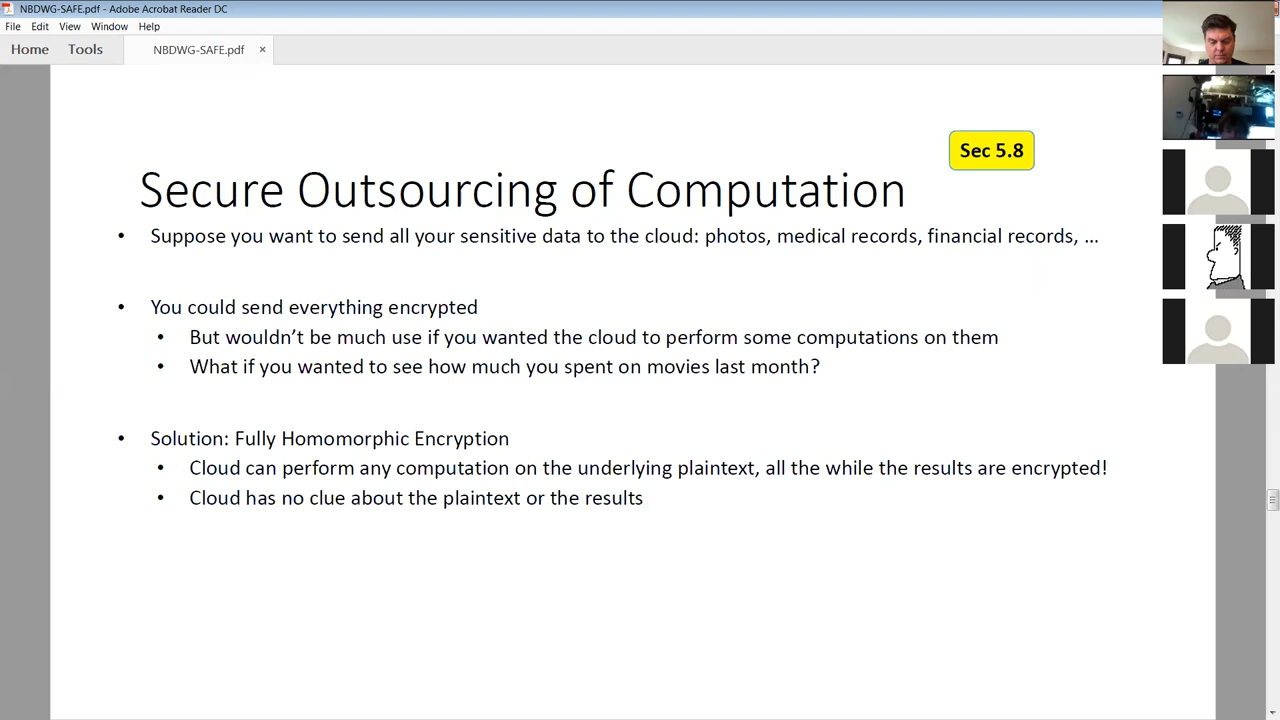 NBDWG-SAFE.pdf - Adobe Acrobat Reader DC
File Edit View Window Help
Home Tools NBDWG-SAFE.pdf ×
Sec 5.8
Secure Outsourcing of Computation
• Suppose you want to send all your sensitive data to the cloud: photos, medical records, financial records, ...
• You could send everything encrypted
• But wouldn't be much use if you wanted the cloud to perform some computations on them
• What if you wanted to see how much you spent on movies last month?
• Solution: Fully Homomorphic Encryption
• Cloud can perform any computation on the underlying plaintext, all the while the results are encrypted!
• Cloud has no clue about the plaintext or the results